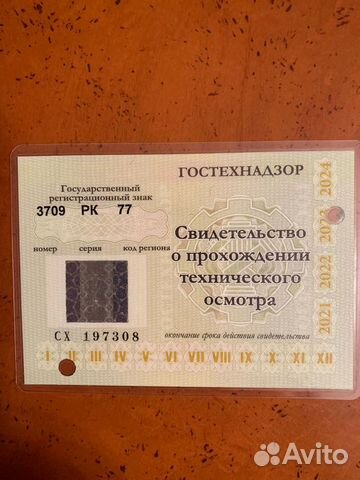 ГОСТЕХНАДЗОР
Государственный
регистрационный знак
3709 РК 77
номер серия код региона
Свидетельство
о прохождении
технического
осмотра
СХ 197308
окончание срока действия свидетельства
I II III IV V VI VII VIII IX X XI XII
2021 2022 2023 2024
Avito